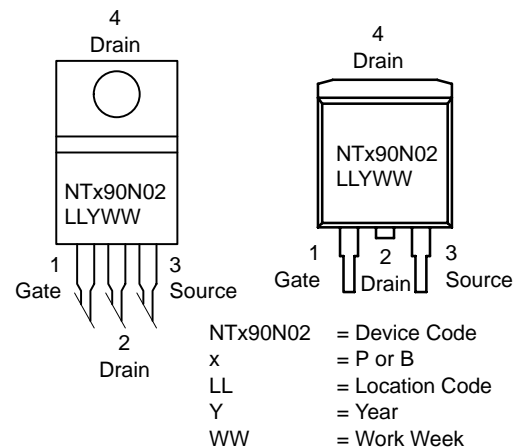 4
Drain
NTx90N02
LLYWW
1
Gate
3
Source
2
Drain
4
Drain
NTx90N02
LLYWW
1
Gate
2
Drain
3
Source
NTx90N02 = Device Code
x = P or B
LL = Location Code
Y = Year
WW = Work Week